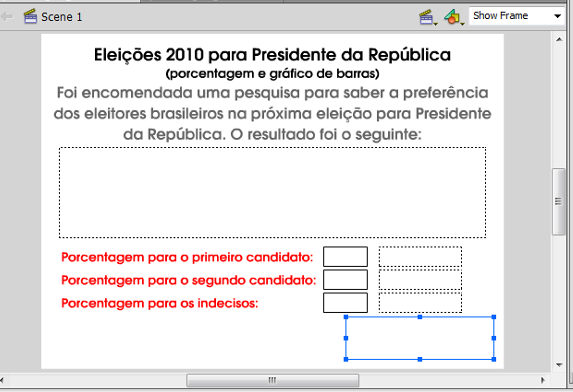 Scene 1
Show Frame
Eleições 2010 para Presidente da República
(porcentagem e gráfico de barras)
Foi encomendada uma pesquisa para saber a preferência
dos eleitores brasileiros na próxima eleição para Presidente
da República. O resultado foi o seguinte:
Porcentagem para o primeiro candidato:
Porcentagem para o segundo candidato:
Porcentagem para os indecisos: